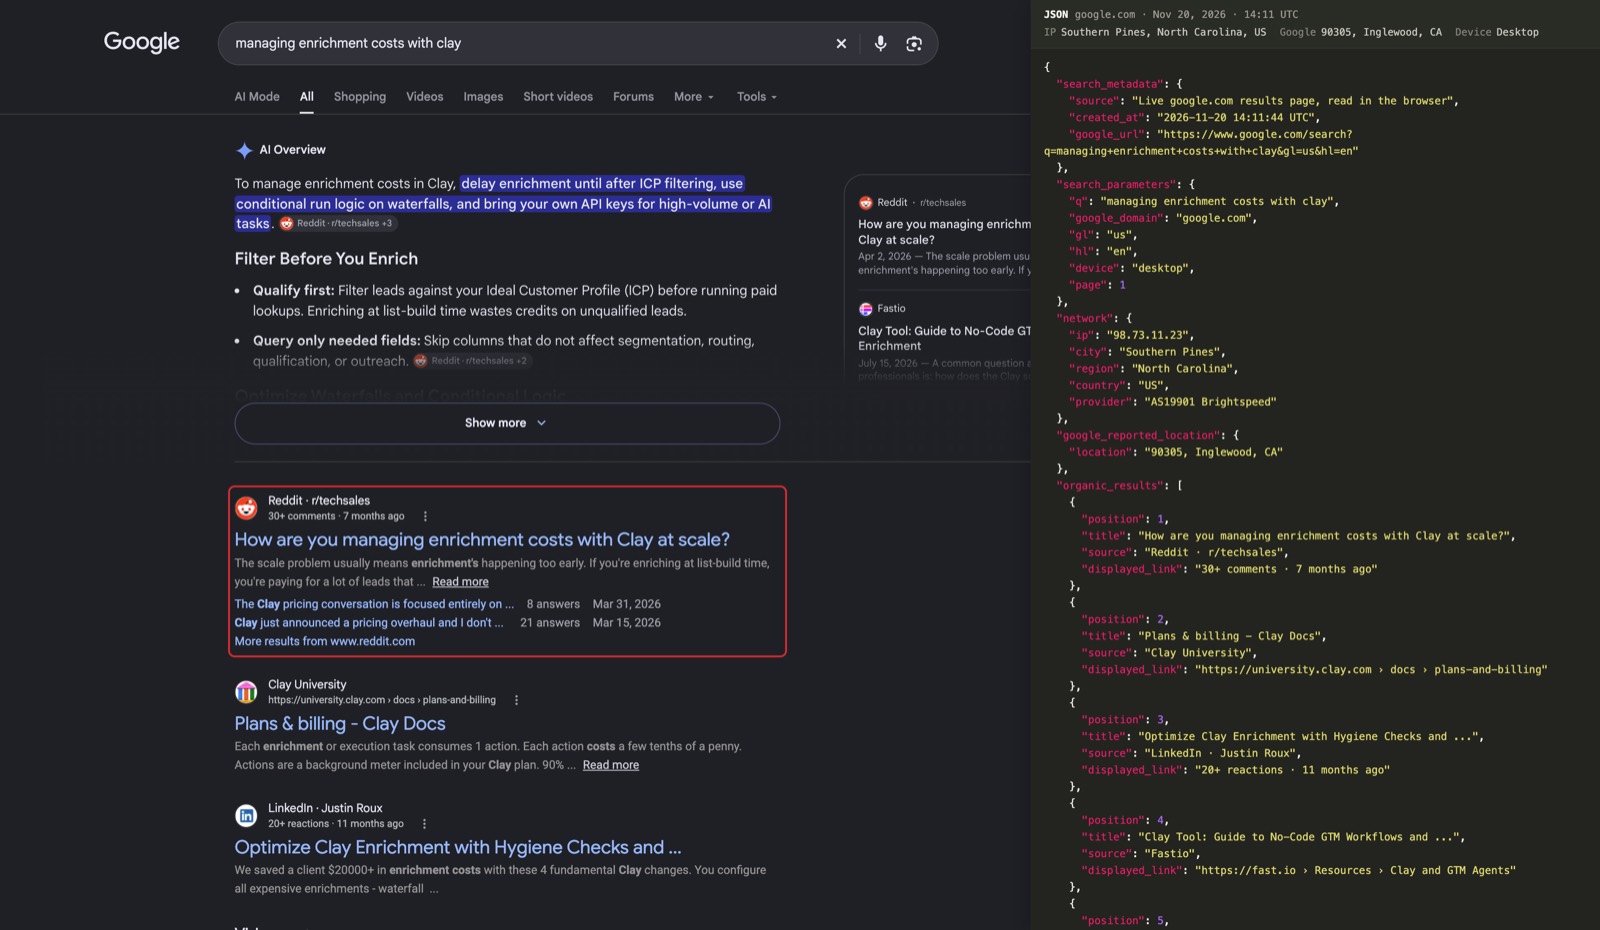 Google
managing enrichment costs with clay
AI Mode All Shopping Videos Images Short videos Forums More Tools
AI Overview
To manage enrichment costs in Clay, delay enrichment until after ICP filtering, use
conditional run logic on waterfalls, and bring your own API keys for high-volume or AI
tasks. Reddit · r/techsales +3
Filter Before You Enrich
• Qualify first: Filter leads against your Ideal Customer Profile (ICP) before running paid
lookups. Enriching at list-build time wastes credits on unqualified leads.
• Query only needed fields: Skip columns that do not affect segmentation, routing,
qualification, or outreach. Reddit · r/techsales +2
Optimize Waterfalls and Conditional Logic
Show more
Reddit · r/techsales
How are you managing enrichm
Clay at scale?
Apr 2, 2026 — The scale problem usu
enrichment's happening too early. If y
Fastio
Clay Tool: Guide to No-Code GT
Enrichment
July 15, 2026 — A common question a
professionals is: how does the Clay s
Reddit · r/techsales
30+ comments · 7 months ago
How are you managing enrichment costs with Clay at scale?
The scale problem usually means enrichment's happening too early. If you're enriching at list-build time,
you're paying for a lot of leads that ... Read more
The Clay pricing conversation is focused entirely on ... 8 answers Mar 31, 2026
Clay just announced a pricing overhaul and I don't ... 21 answers Mar 15, 2026
More results from www.reddit.com
Clay University
https://university.clay.com › docs › plans-and-billing
Plans & billing - Clay Docs
Each enrichment or execution task consumes 1 action. Each action costs a few tenths of a penny.
Actions are a background meter included in your Clay plan. 90% ... Read more
LinkedIn · Justin Roux
20+ reactions · 11 months ago
Optimize Clay Enrichment with Hygiene Checks and ...
We saved a client $20000+ in enrichment costs with these 4 fundamental Clay changes. You configure
all expensive enrichments - waterfall ...
JSON google.com · Nov 20, 2026 · 14:11 UTC
IP Southern Pines, North Carolina, US Google 90305, Inglewood, CA Device Desktop
{
"search_metadata": {
"source": "Live google.com results page, read in the browser",
"created_at": "2026-11-20 14:11:44 UTC",
"google_url": "https://www.google.com/search?
q=managing+enrichment+costs+with+clay&gl=us&hl=en"
},
"search_parameters": {
"q": "managing enrichment costs with clay",
"google_domain": "google.com",
"gl": "us",
"hl": "en",
"device": "desktop",
"page": 1
},
"network": {
"ip": "98.73.11.23",
"city": "Southern Pines",
"region": "North Carolina",
"country": "US",
"provider": "AS19901 Brightspeed"
},
"google_reported_location": {
"location": "90305, Inglewood, CA"
},
"organic_results": [
{
"position": 1,
"title": "How are you managing enrichment costs with Clay at scale?",
"source": "Reddit · r/techsales",
"displayed_link": "30+ comments · 7 months ago"
},
{
"position": 2,
"title": "Plans & billing - Clay Docs",
"source": "Clay University",
"displayed_link": "https://university.clay.com › docs › plans-and-billing"
},
{
"position": 3,
"title": "Optimize Clay Enrichment with Hygiene Checks and ...",
"source": "LinkedIn · Justin Roux",
"displayed_link": "20+ reactions · 11 months ago"
},
{
"position": 4,
"title": "Clay Tool: Guide to No-Code GTM Workflows and ...",
"source": "Fastio",
"displayed_link": "https://fast.io › Resources › Clay and GTM Agents"
},
{
"position": 5,